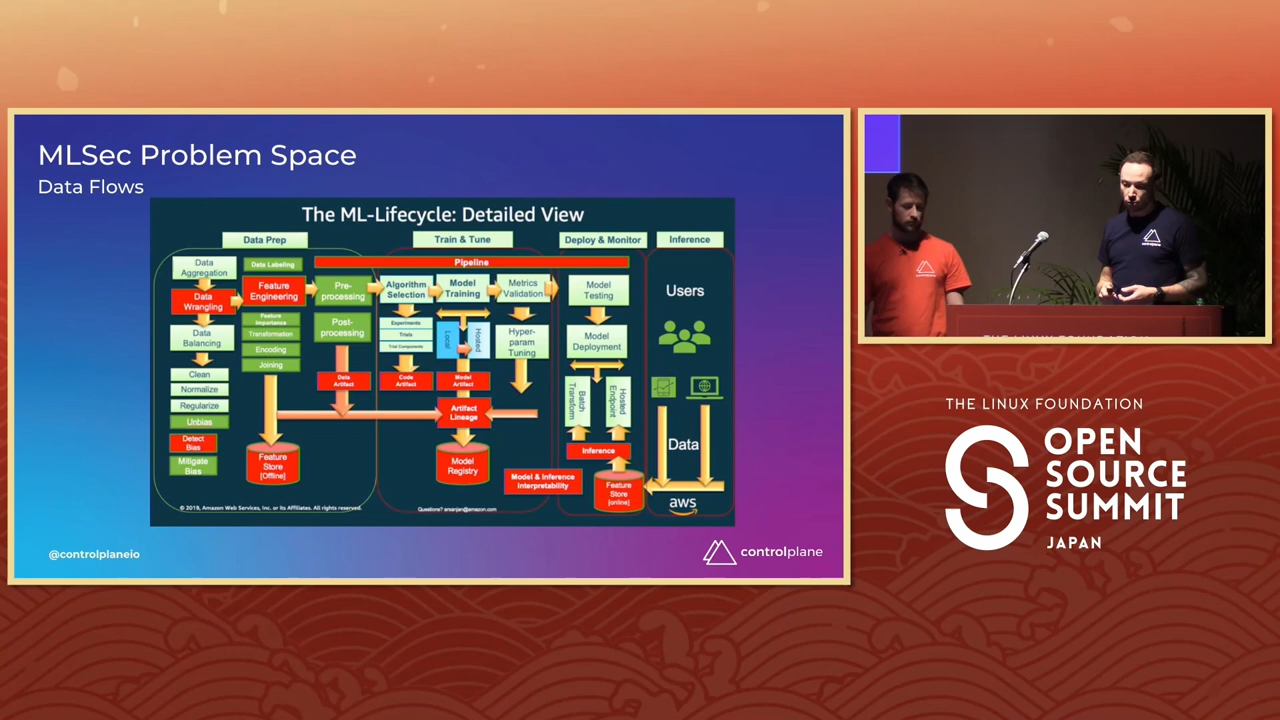 MLSec Problem Space
Data Flows
The ML-Lifecycle: Detailed View
Data Prep
Train & Tune
Deploy & Monitor
Inference
Pipeline
Data
Aggregation
Data
Wrangling
Data
Balancing
Clean
Normalize
Regularize
Unbias
Detect
Bias
Mitigate
Bias
Data Labeling
Feature
Engineering
Feature
Importance
Transformation
Encoding
Joining
Feature
Store
[Offline]
Pre-
processing
Post-
processing
Data
Artifact
Algorithm
Selection
Experiments
Trials
Trial Components
Code
Artifact
Model
Training
Local
Hosted
Model
Artifact
Artifact
Lineage
Model
Registry
Metrics
Validation
Hyper-
param
Tuning
Model & Inference
Interpretability
Model
Testing
Model
Deployment
Batch
Transform
Hosted
Endpoint
Inference
Feature
Store
[online]
Users
Data
aws
© 2019, Amazon Web Services, Inc. or its Affiliates. All rights reserved.
Questions? arsanjan@amazon.com
@controlplaneio
controlplane
THE LINUX FOUNDATION
OPEN
SOURCE
SUMMIT
JAPAN